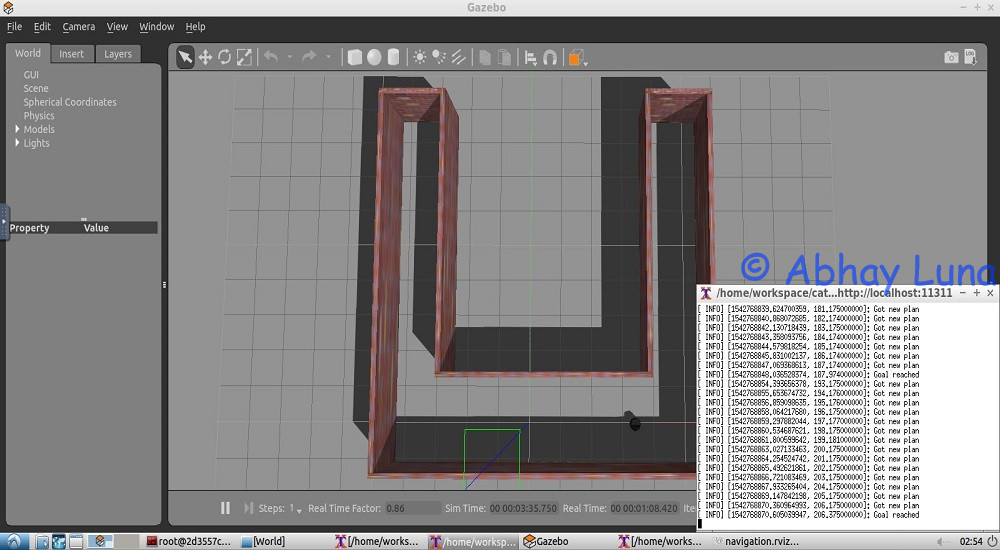 Gazebo
File Edit Camera View Window Help
World Insert Layers
GUI
Scene
Spherical Coordinates
Physics
Models
Lights
Property Value
© Abhay Luna
/home/workspace/cat...http://localhost:11311
[ INFO] [1542768839.624700359, 181.175000000]: Got new plan
[ INFO] [1542768840.868072685, 182.174000000]: Got new plan
[ INFO] [1542768842.130718439, 183.175000000]: Got new plan
[ INFO] [1542768843.358093756, 184.174000000]: Got new plan
[ INFO] [1542768844.579818254, 185.174000000]: Got new plan
[ INFO] [1542768845.831002137, 186.174000000]: Got new plan
[ INFO] [1542768847.069368613, 187.174000000]: Got new plan
[ INFO] [1542768848.036528374, 187.974000000]: Goal reached
[ INFO] [1542768854.393656378, 193.175000000]: Got new plan
[ INFO] [1542768855.653674732, 194.176000000]: Got new plan
[ INFO] [1542768856.859098635, 195.176000000]: Got new plan
[ INFO] [1542768858.064217680, 196.175000000]: Got new plan
[ INFO] [1542768859.297882044, 197.177000000]: Got new plan
[ INFO] [1542768860.534687621, 198.175000000]: Got new plan
[ INFO] [1542768861.800599642, 199.181000000]: Got new plan
[ INFO] [1542768863.027133463, 200.175000000]: Got new plan
[ INFO] [1542768864.254524742, 201.175000000]: Got new plan
[ INFO] [1542768865.492621861, 202.175000000]: Got new plan
[ INFO] [1542768866.721083469, 203.175000000]: Got new plan
[ INFO] [1542768867.933265404, 204.175000000]: Got new plan
[ INFO] [1542768869.147842198, 205.175000000]: Got new plan
[ INFO] [1542768870.360964993, 206.175000000]: Got new plan
[ INFO] [1542768870.605039947, 206.375000000]: Goal reached
Steps: 1 Real Time Factor: 0.86 Sim Time: 00 00:03:35.750 Real Time: 00 00:01:08.420 Ite
root@2d3557c... [World] [/home/works... /home/worksp... Gazebo [/home/works... navigation.rviz... 02:54